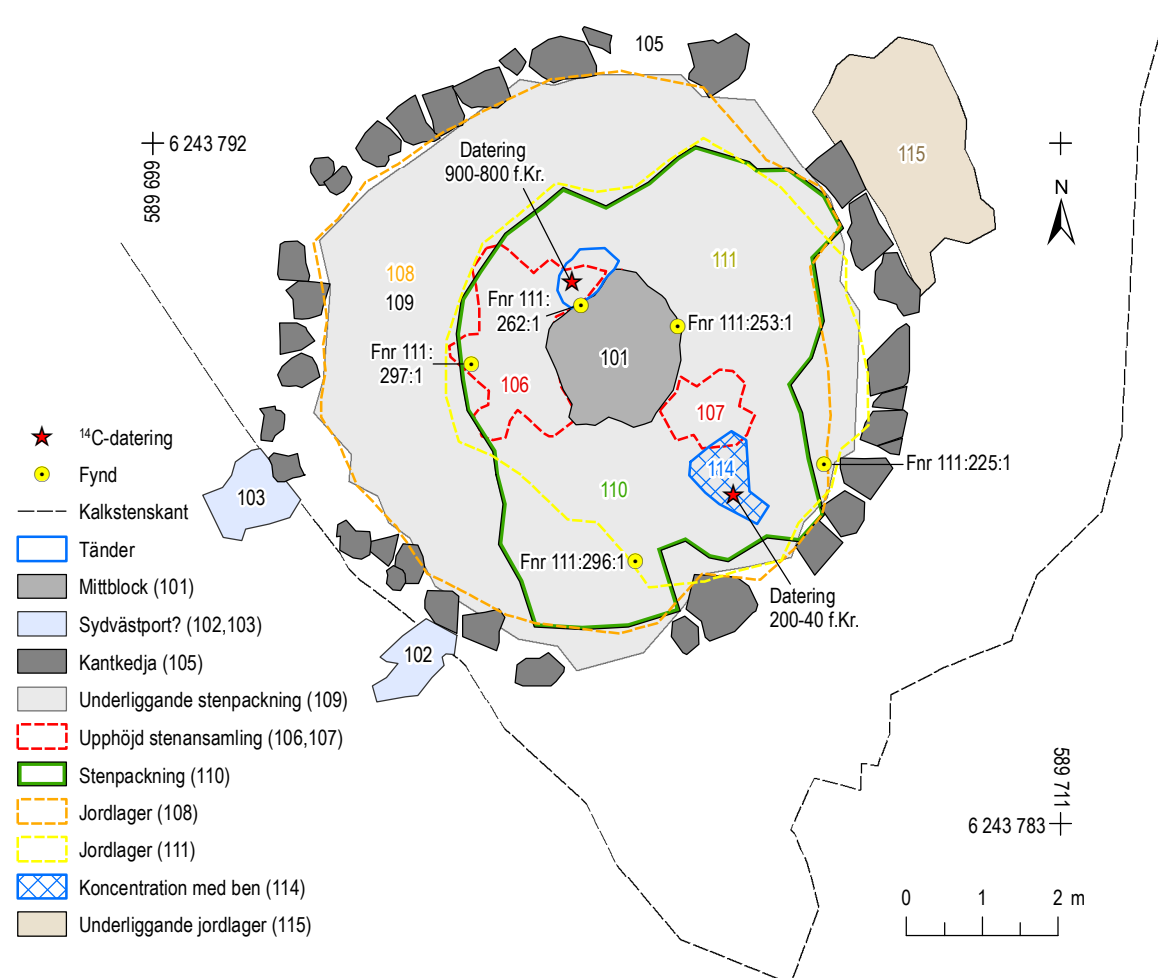 105
6 243 792
589 699
Datering
900-800 f.Kr.
115
N
108
109
111
Fnr 111:
262:1
Fnr 111:253:1
101
Fnr 111:
297:1
106
107
114
Fnr 111:225:1
110
103
Fnr 111:296:1
Datering
200-40 f.Kr.
102
¹⁴C-datering
Fynd
Kalkstenskant
Tänder
Mittblock (101)
Sydvästport? (102,103)
Kantkedja (105)
Underliggande stenpackning (109)
Upphöjd stenansamling (106,107)
Stenpackning (110)
Jordlager (108)
Jordlager (111)
Koncentration med ben (114)
Underliggande jordlager (115)
589 711
6 243 783
0 1 2 m